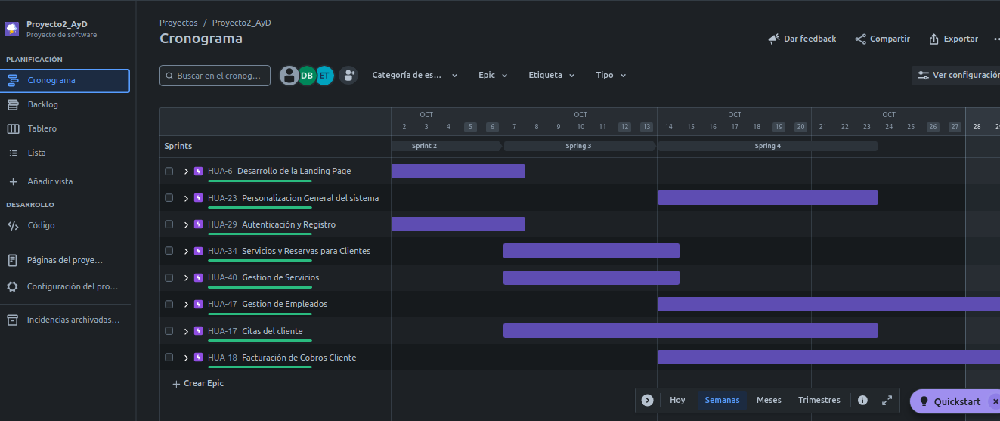 Proyecto2_AyD
Proyecto de software
PLANIFICACIÓN
Cronograma
Backlog
Tablero
Lista
Añadir vista
DESARROLLO
Código
Páginas del proye...
Configuración del pro...
Incidencias archivadas...
Proyectos / Proyecto2_AyD
Cronograma
Dar feedback
Compartir
Exportar
Buscar en el cronog...
DB
ET
Categoría de es...
Epic
Etiqueta
Tipo
Ver configuración
OCT OCT OCT OCT
2 3 4 5 6 7 8 9 10 11 12 13 14 15 16 17 18 19 20 21 22 23 24 25 26 27 28
Sprints
Sprint 2
Spring 3
Spring 4
HUA-6 Desarrollo de la Landing Page
HUA-23 Personalizacion General del sistema
HUA-29 Autenticación y Registro
HUA-34 Servicios y Reservas para Clientes
HUA-40 Gestion de Servicios
HUA-47 Gestion de Empleados
HUA-17 Citas del cliente
HUA-18 Facturación de Cobros Cliente
Crear Epic
Hoy
Semanas
Meses
Trimestres
Quickstart